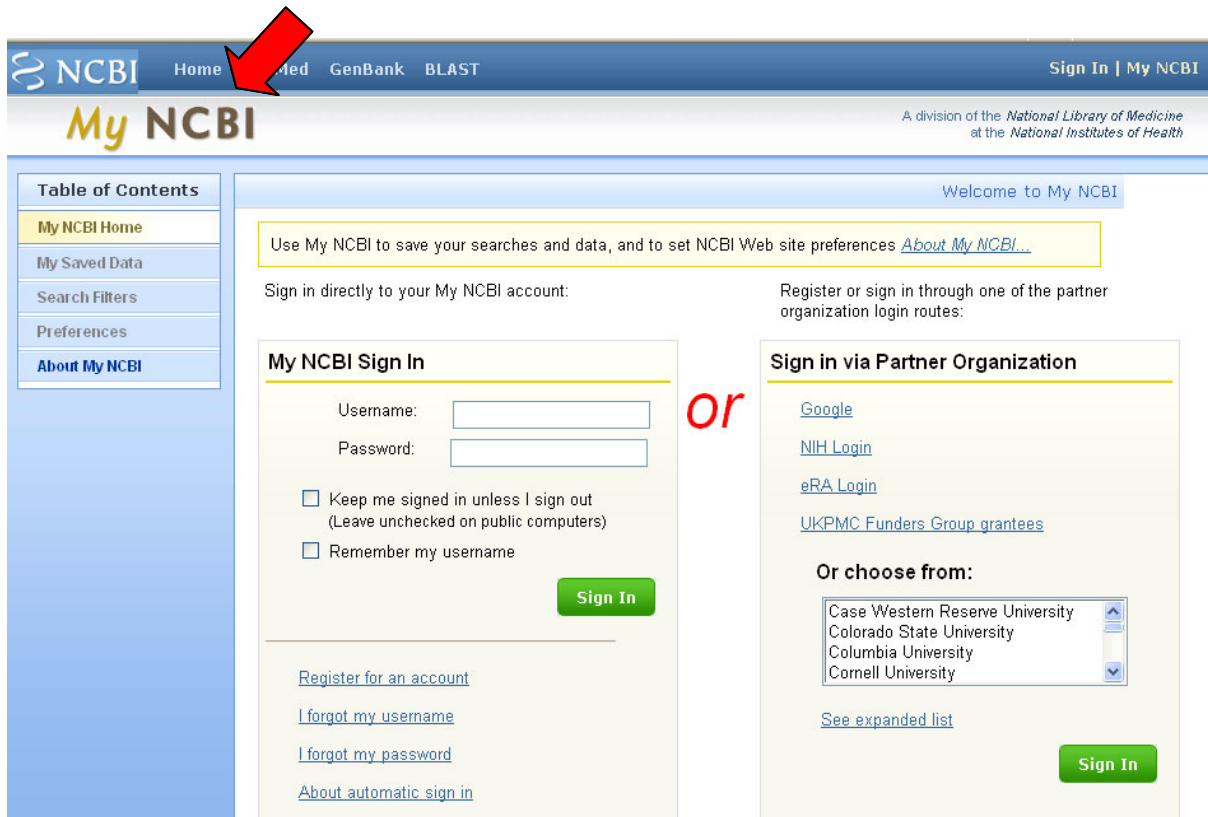 NCBI Home Med GenBank BLAST Sign In | My NCBI
My NCBI
A division of the National Library of Medicine
at the National Institutes of Health
Table of Contents
My NCBI Home
My Saved Data
Search Filters
Preferences
About My NCBI
Welcome to My NCBI
Use My NCBI to save your searches and data, and to set NCBI Web site preferences About My NCBI...
Sign in directly to your My NCBI account:
My NCBI Sign In
Username:
Password:
Keep me signed in unless I sign out
(Leave unchecked on public computers)
Remember my username
Sign In
Register for an account
I forgot my username
I forgot my password
About automatic sign in
or
Register or sign in through one of the partner
organization login routes:
Sign in via Partner Organization
Google
NIH Login
eRA Login
UKPMC Funders Group grantees
Or choose from:
Case Western Reserve University
Colorado State University
Columbia University
Cornell University
See expanded list
Sign In